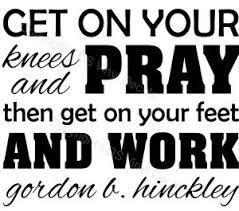 GET ON YOUR
knees
and PRAY
then get on your feet
AND WORK
gordon b. hinckley